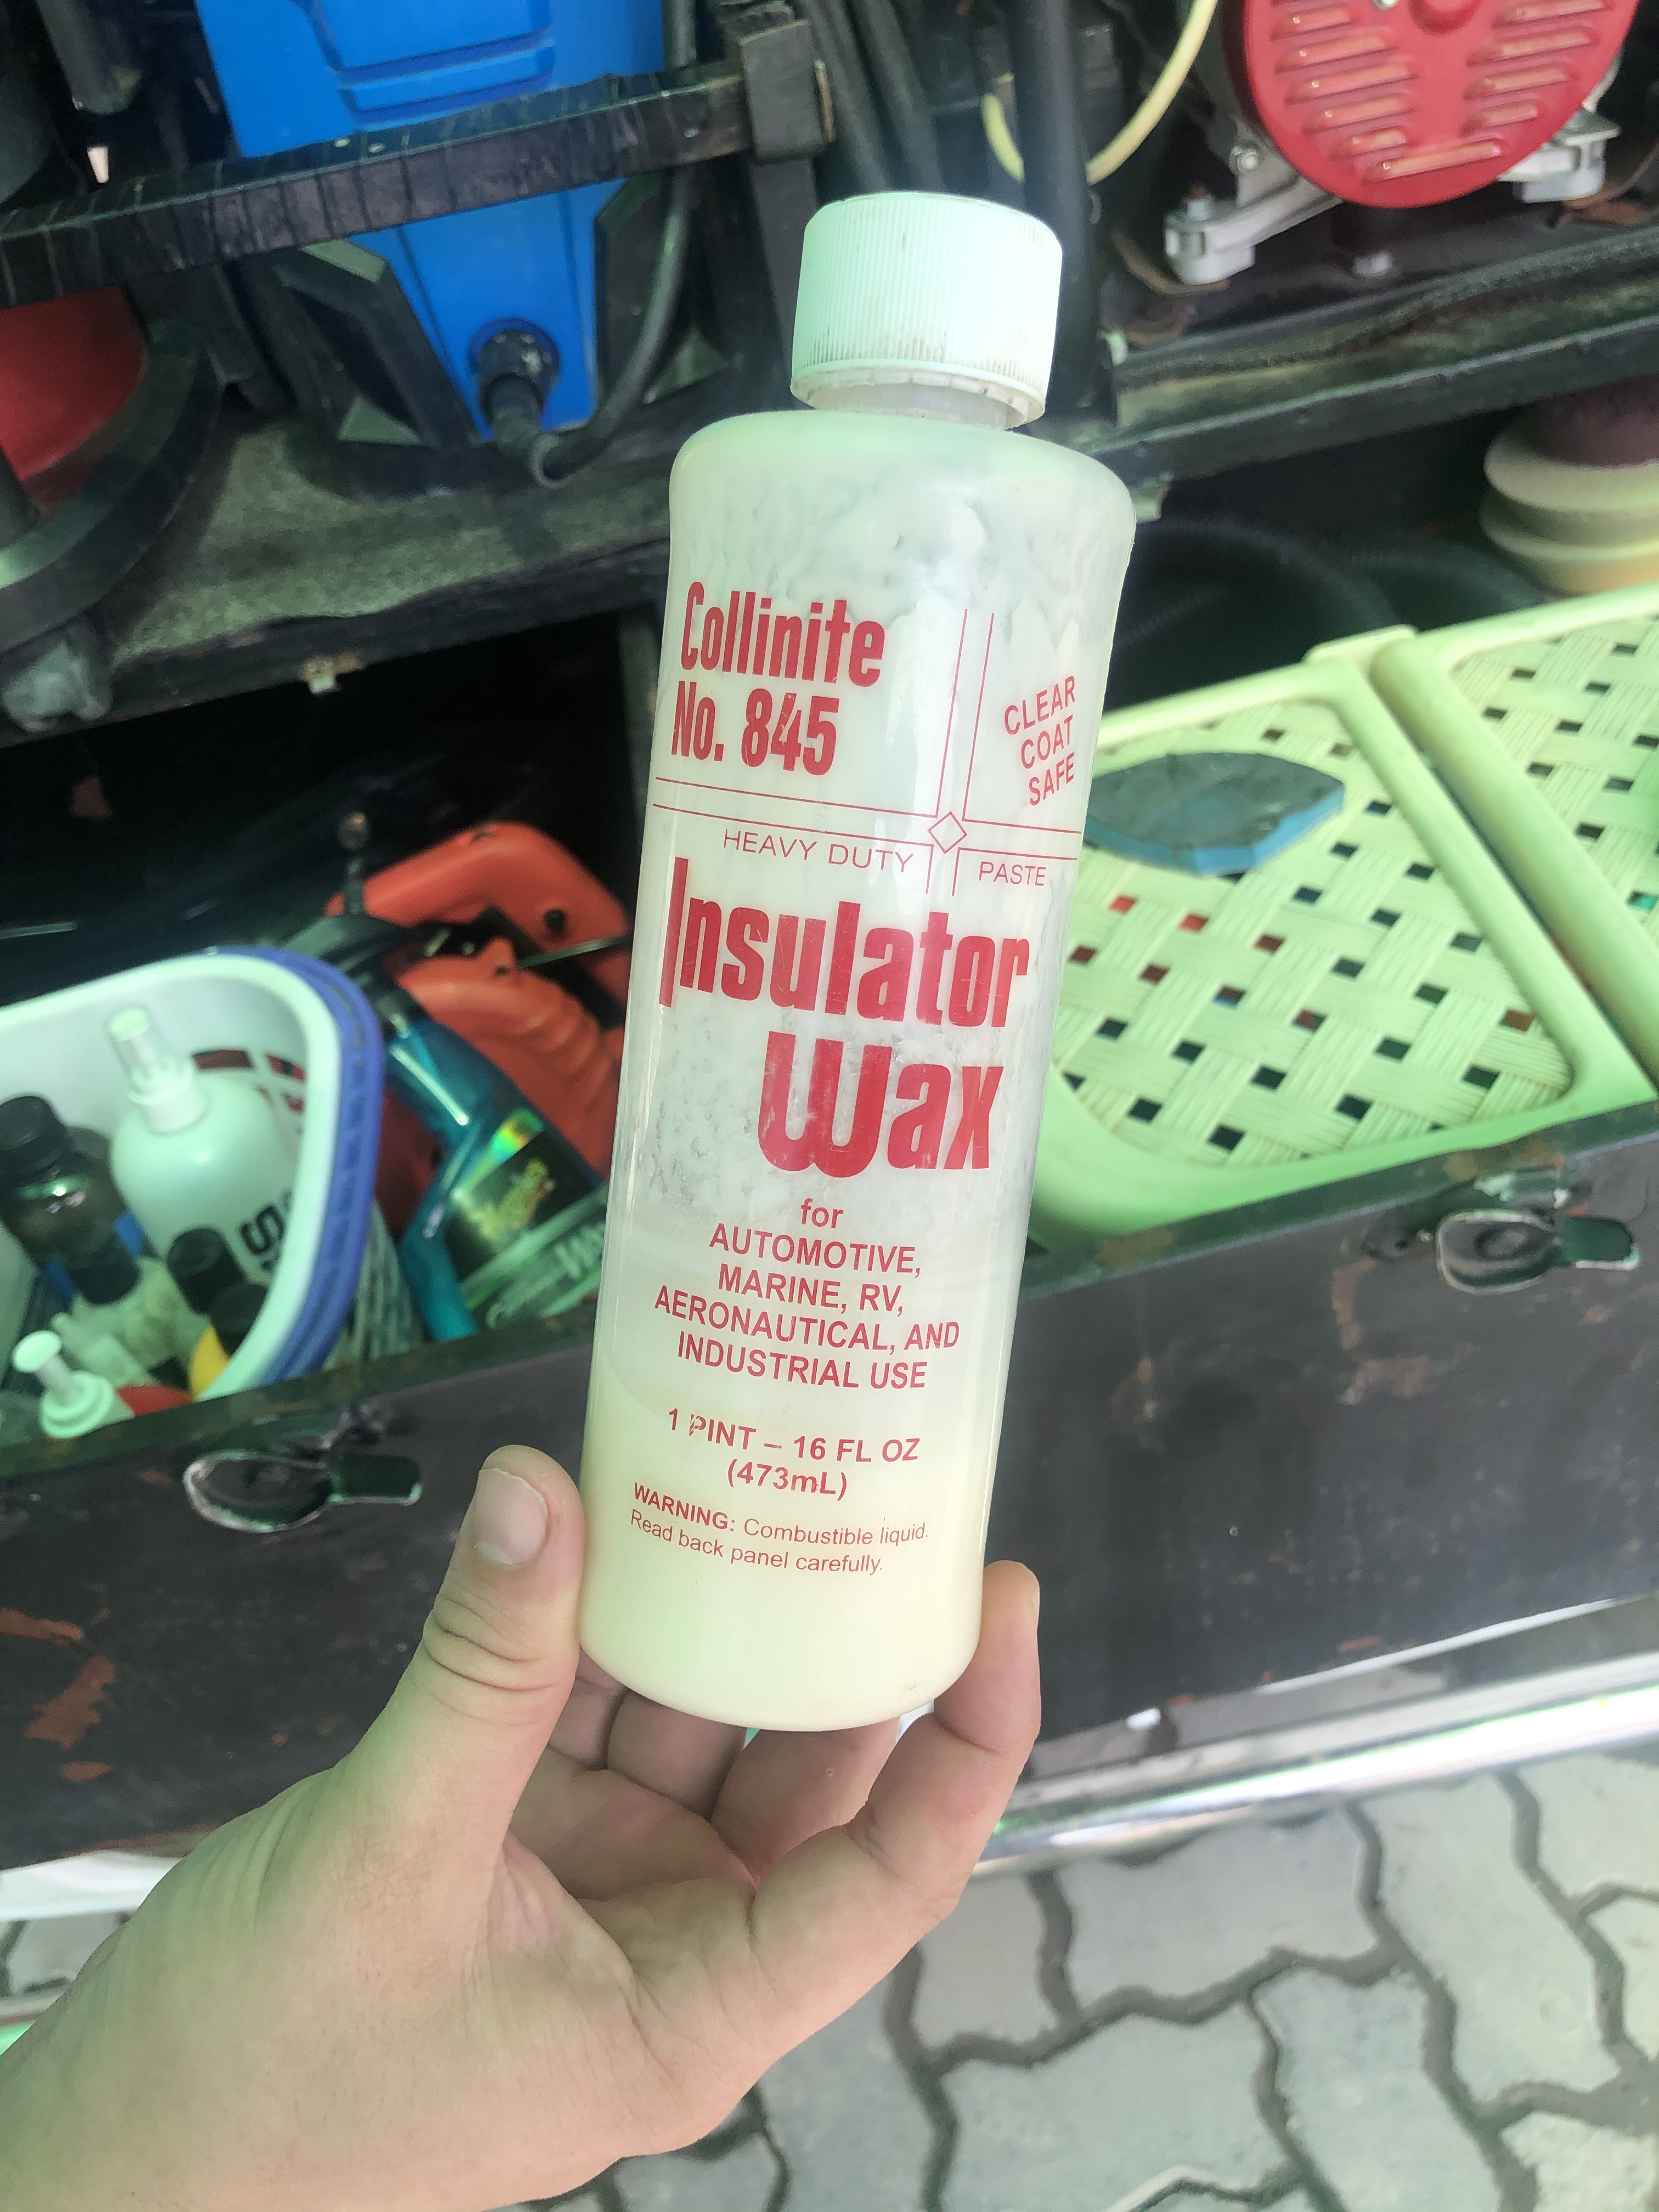 Collinite
No. 845
CLEAR
COAT
SAFE
HEAVY DUTY
PASTE
Insulator
Wax
for
AUTOMOTIVE,
MARINE, RV,
AERONAUTICAL, AND
INDUSTRIAL USE
1 PINT – 16 FL OZ
(473mL)
WARNING: Combustible liquid.
Read back panel carefully.